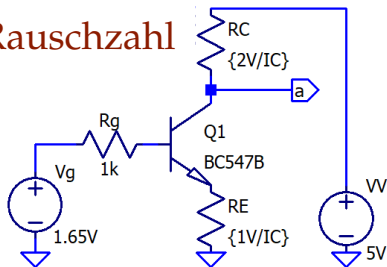 Rauschzahl
RC
{2V/IC}
a
Rg
1k
Q1
BC547B
Vg
1.65V
RE
{1V/IC}
VV
5V